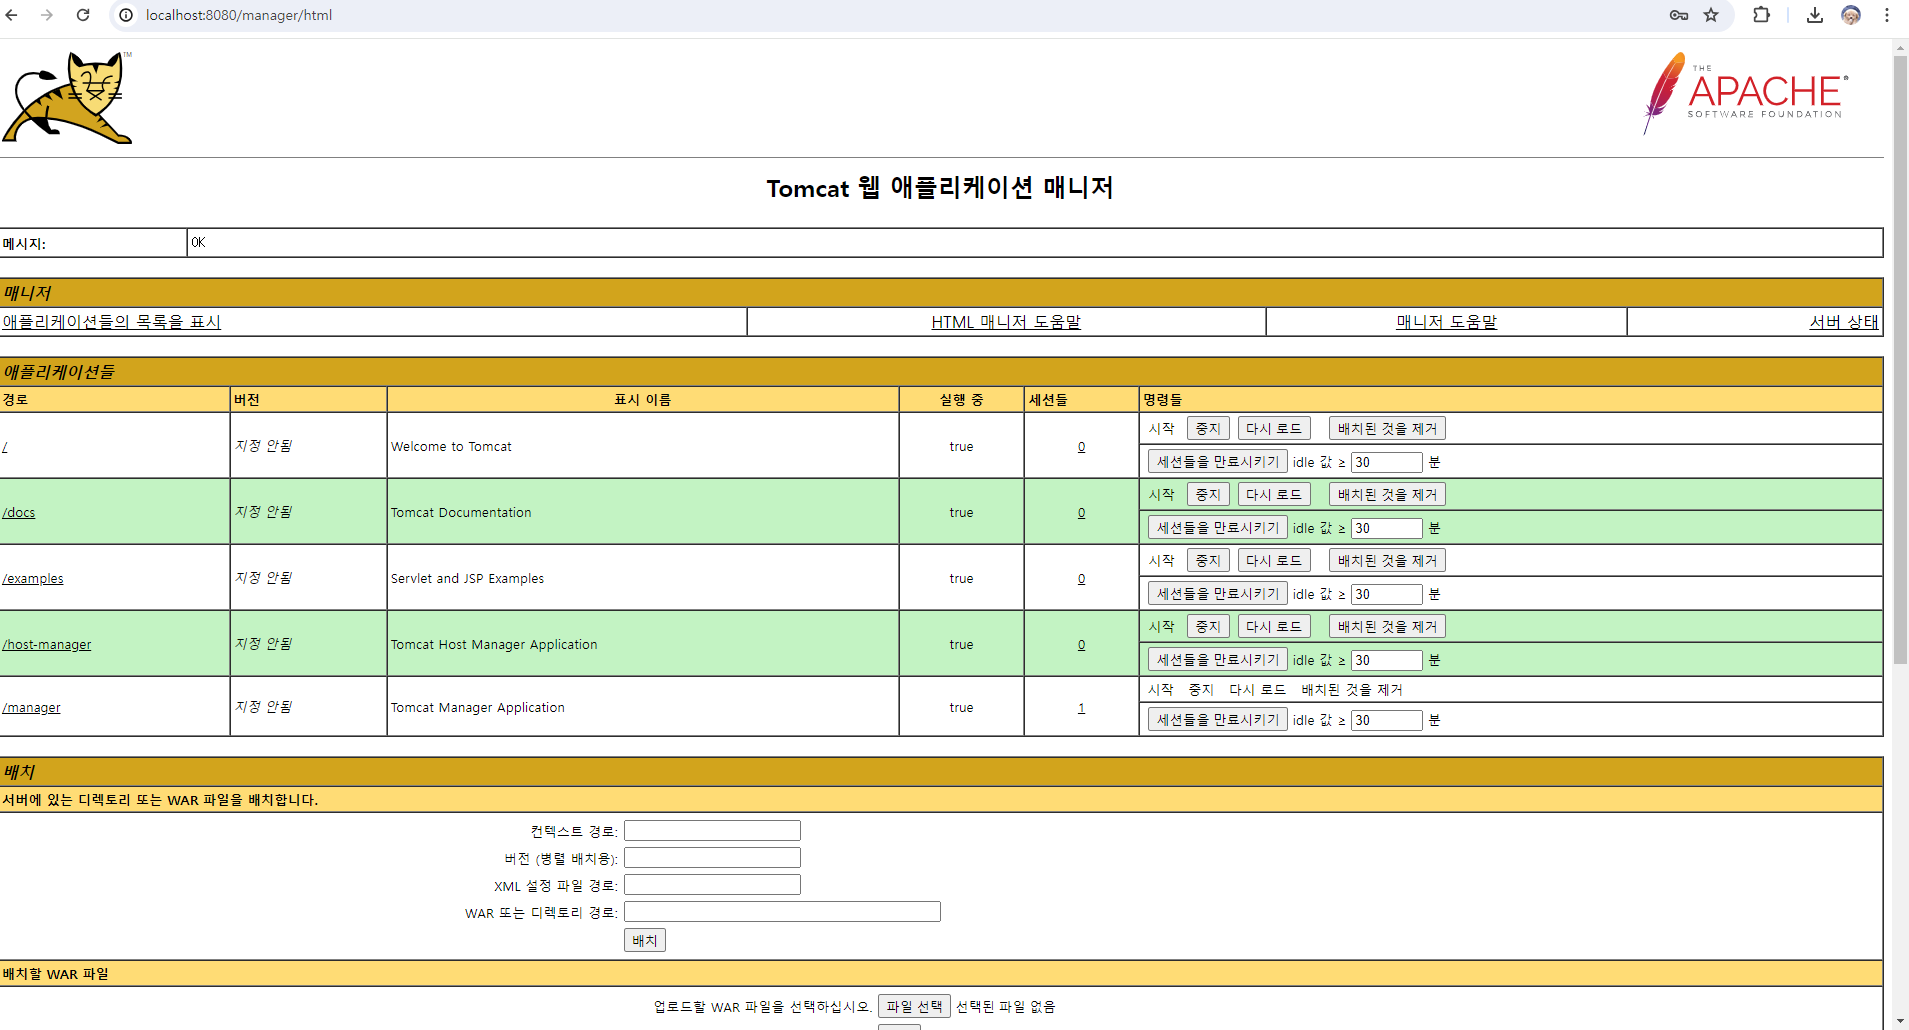 localhost:8080/manager/html
TM
THE
APACHE®
SOFTWARE FOUNDATION
Tomcat 웹 애플리케이션 매니저
메시지: OK
매니저
애플리케이션들의 목록을 표시 HTML 매니저 도움말 매니저 도움말 서버 상태
애플리케이션들
경로 버전 표시 이름 실행 중 세션들 명령들
시작 중지 다시 로드 배치된 것을 제거
/ 지정 안됨 Welcome to Tomcat true 0
세션들을 만료시키기 idle 값 ≥ 30 분
시작 중지 다시 로드 배치된 것을 제거
/docs 지정 안됨 Tomcat Documentation true 0
세션들을 만료시키기 idle 값 ≥ 30 분
시작 중지 다시 로드 배치된 것을 제거
/examples 지정 안됨 Servlet and JSP Examples true 0
세션들을 만료시키기 idle 값 ≥ 30 분
시작 중지 다시 로드 배치된 것을 제거
/host-manager 지정 안됨 Tomcat Host Manager Application true 0
세션들을 만료시키기 idle 값 ≥ 30 분
시작 중지 다시 로드 배치된 것을 제거
/manager 지정 안됨 Tomcat Manager Application true 1
세션들을 만료시키기 idle 값 ≥ 30 분
배치
서버에 있는 디렉토리 또는 WAR 파일을 배치합니다.
컨텍스트 경로:
버전 (병렬 배치용):
XML 설정 파일 경로:
WAR 또는 디렉토리 경로:
배치
배치할 WAR 파일
업로드할 WAR 파일을 선택하십시오. 파일 선택 선택된 파일 없음